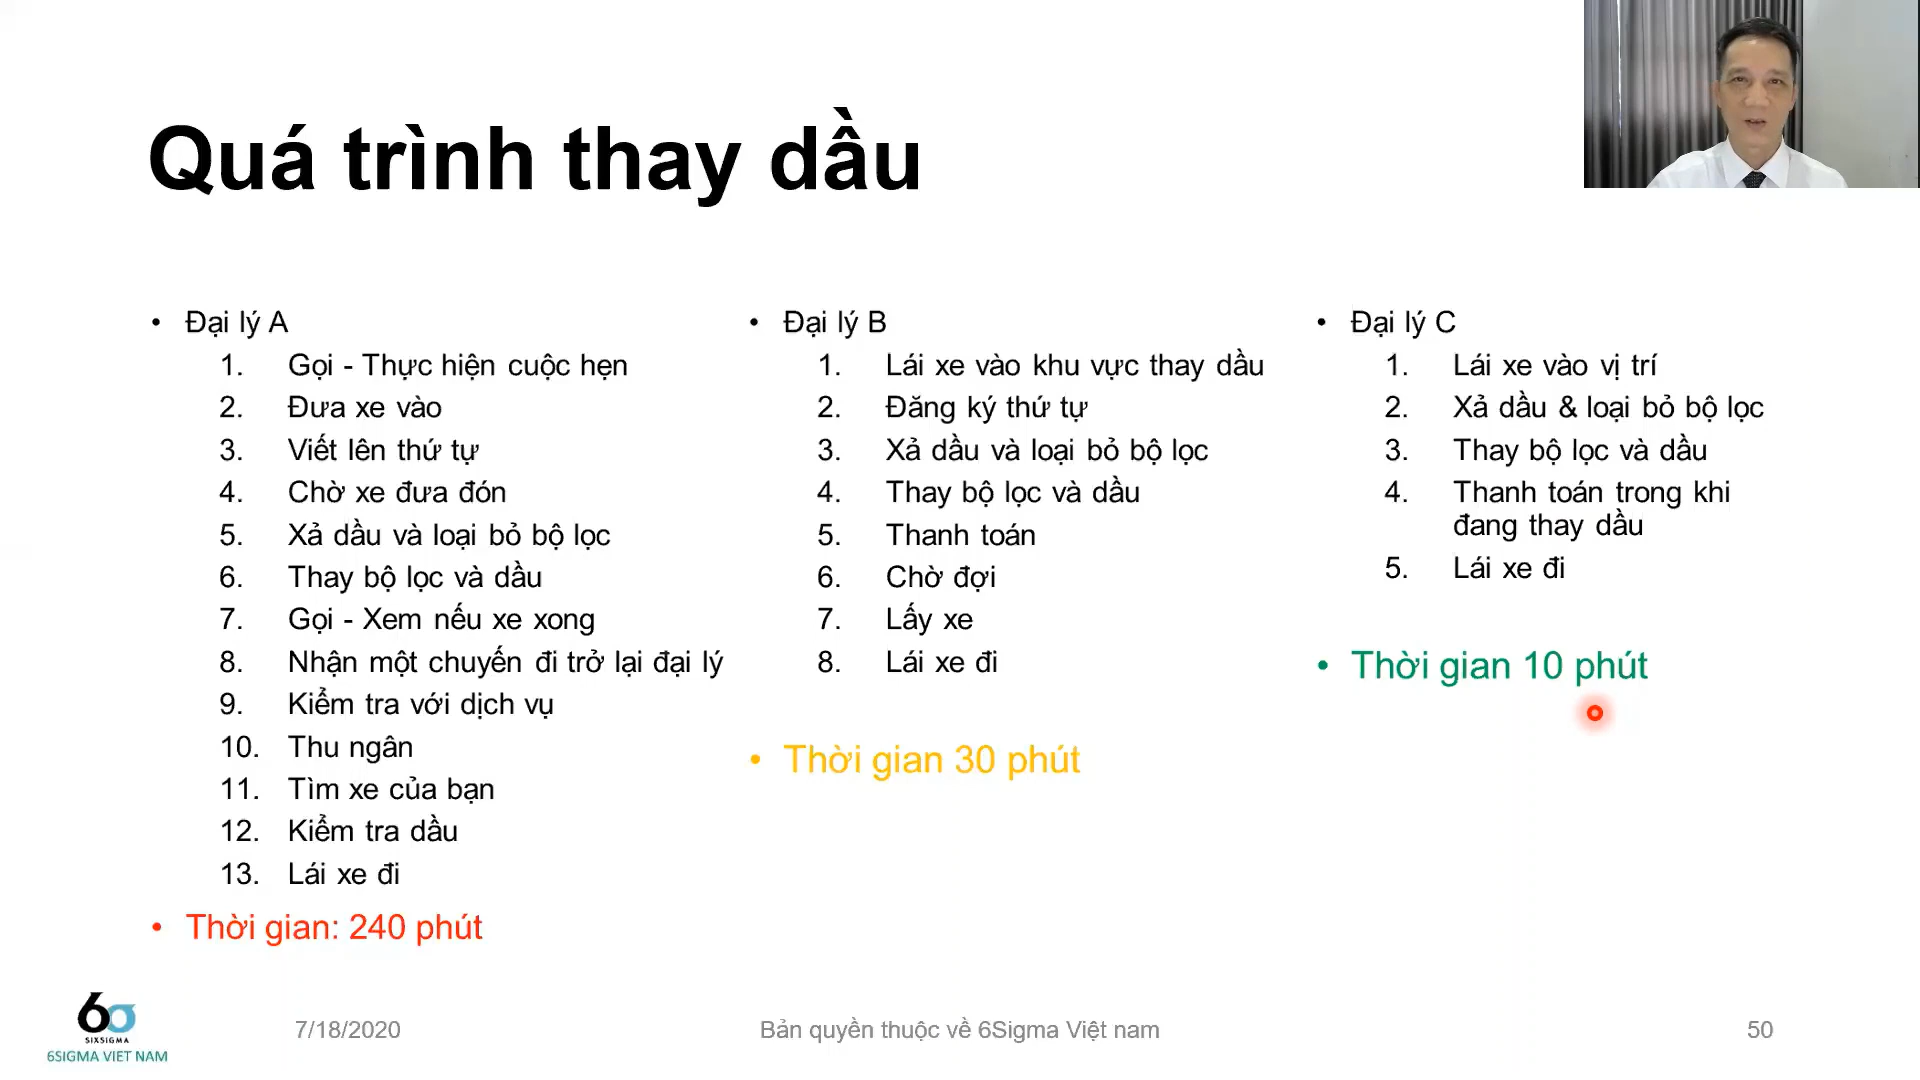 Quá trình thay dầu
• Đại lý A
1. Gọi - Thực hiện cuộc hẹn
2. Đưa xe vào
3. Viết lên thứ tự
4. Chờ xe đưa đón
5. Xả dầu và loại bỏ bộ lọc
6. Thay bộ lọc và dầu
7. Gọi - Xem nếu xe xong
8. Nhận một chuyến đi trở lại đại lý
9. Kiểm tra với dịch vụ
10. Thu ngân
11. Tìm xe của bạn
12. Kiểm tra dầu
13. Lái xe đi
• Thời gian: 240 phút
• Đại lý B
1. Lái xe vào khu vực thay dầu
2. Đăng ký thứ tự
3. Xả dầu và loại bỏ bộ lọc
4. Thay bộ lọc và dầu
5. Thanh toán
6. Chờ đợi
7. Lấy xe
8. Lái xe đi
• Thời gian 30 phút
• Đại lý C
1. Lái xe vào vị trí
2. Xả dầu & loại bỏ bộ lọc
3. Thay bộ lọc và dầu
4. Thanh toán trong khi
đang thay dầu
5. Lái xe đi
• Thời gian 10 phút
6σ
SIXSIGMA
6SIGMA VIET NAM
7/18/2020
Bản quyền thuộc về 6Sigma Việt nam
50